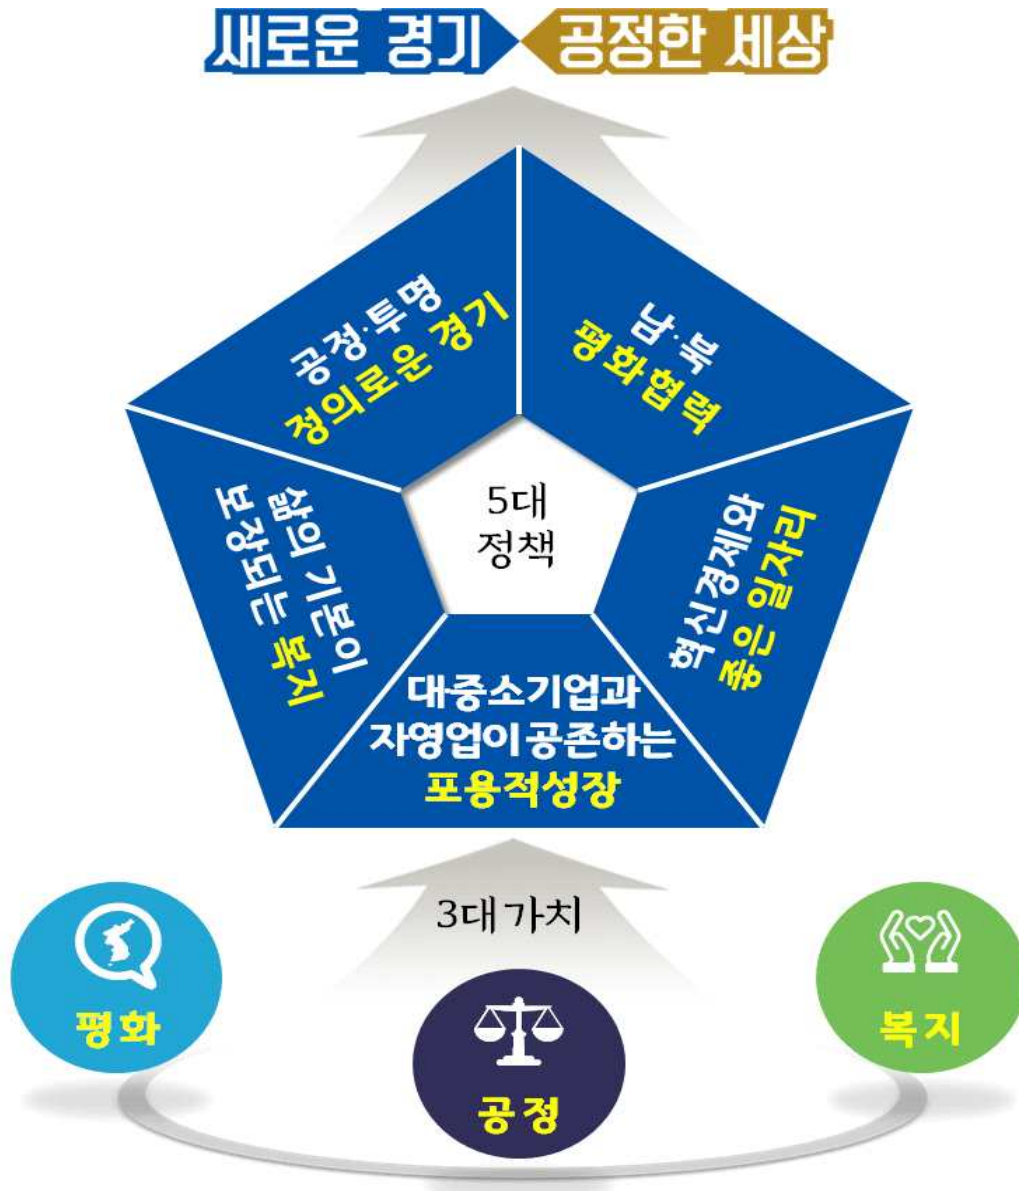 새로운 경기 공정한 세상
공정·투명
정의로운 경기
남·북
평화협력
5대
정책
삶의 기본이
보장되는 복지
혁신경제와
좋은 일자리
대중소기업과
자영업이 공존하는
포용적성장
3대 가치
평화
공정
복지